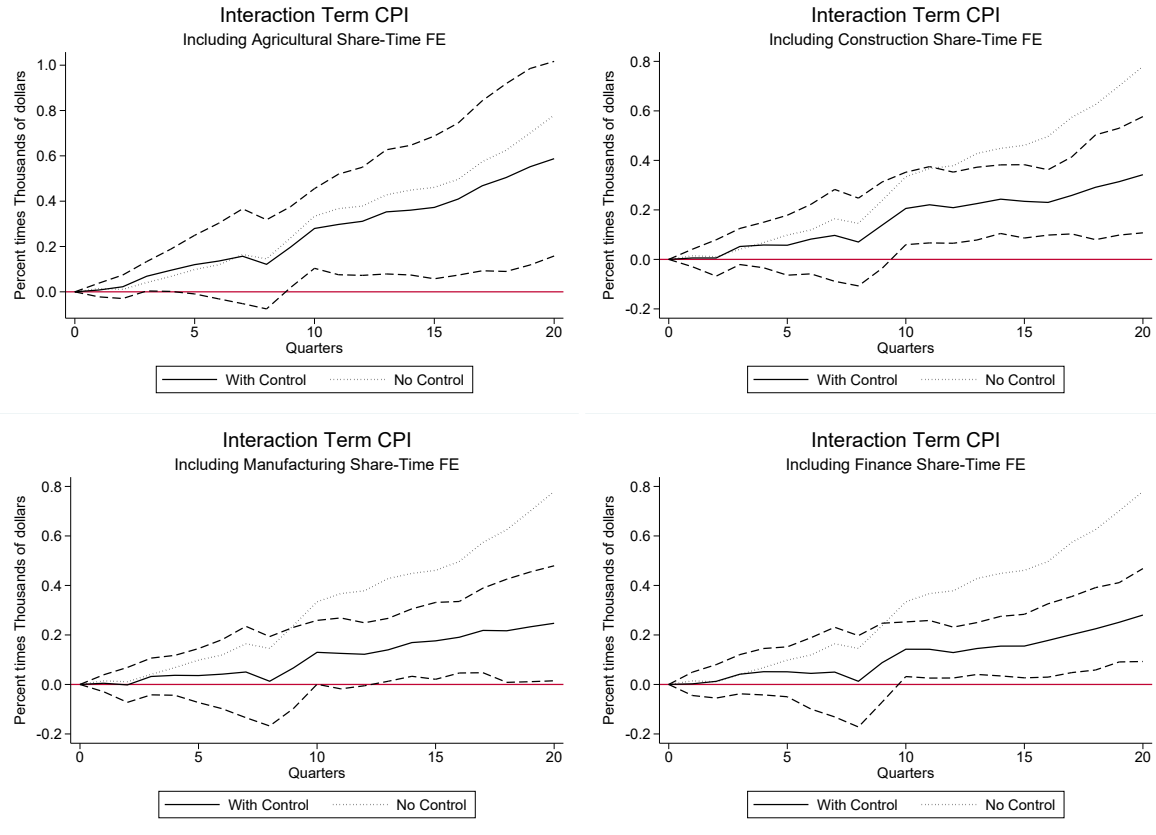 Interaction Term CPI
Including Agricultural Share-Time FE
Percent times Thousands of dollars
1.0
0.8
0.6
0.4
0.2
0.0
0 5 10 15 20
Quarters
With Control No Control
Interaction Term CPI
Including Construction Share-Time FE
Percent times Thousands of dollars
0.8
0.6
0.4
0.2
0.0
-0.2
0 5 10 15 20
Quarters
With Control No Control
Interaction Term CPI
Including Manufacturing Share-Time FE
Percent times Thousands of dollars
0.8
0.6
0.4
0.2
0.0
-0.2
0 5 10 15 20
Quarters
With Control No Control
Interaction Term CPI
Including Finance Share-Time FE
Percent times Thousands of dollars
0.8
0.6
0.4
0.2
0.0
-0.2
0 5 10 15 20
Quarters
With Control No Control